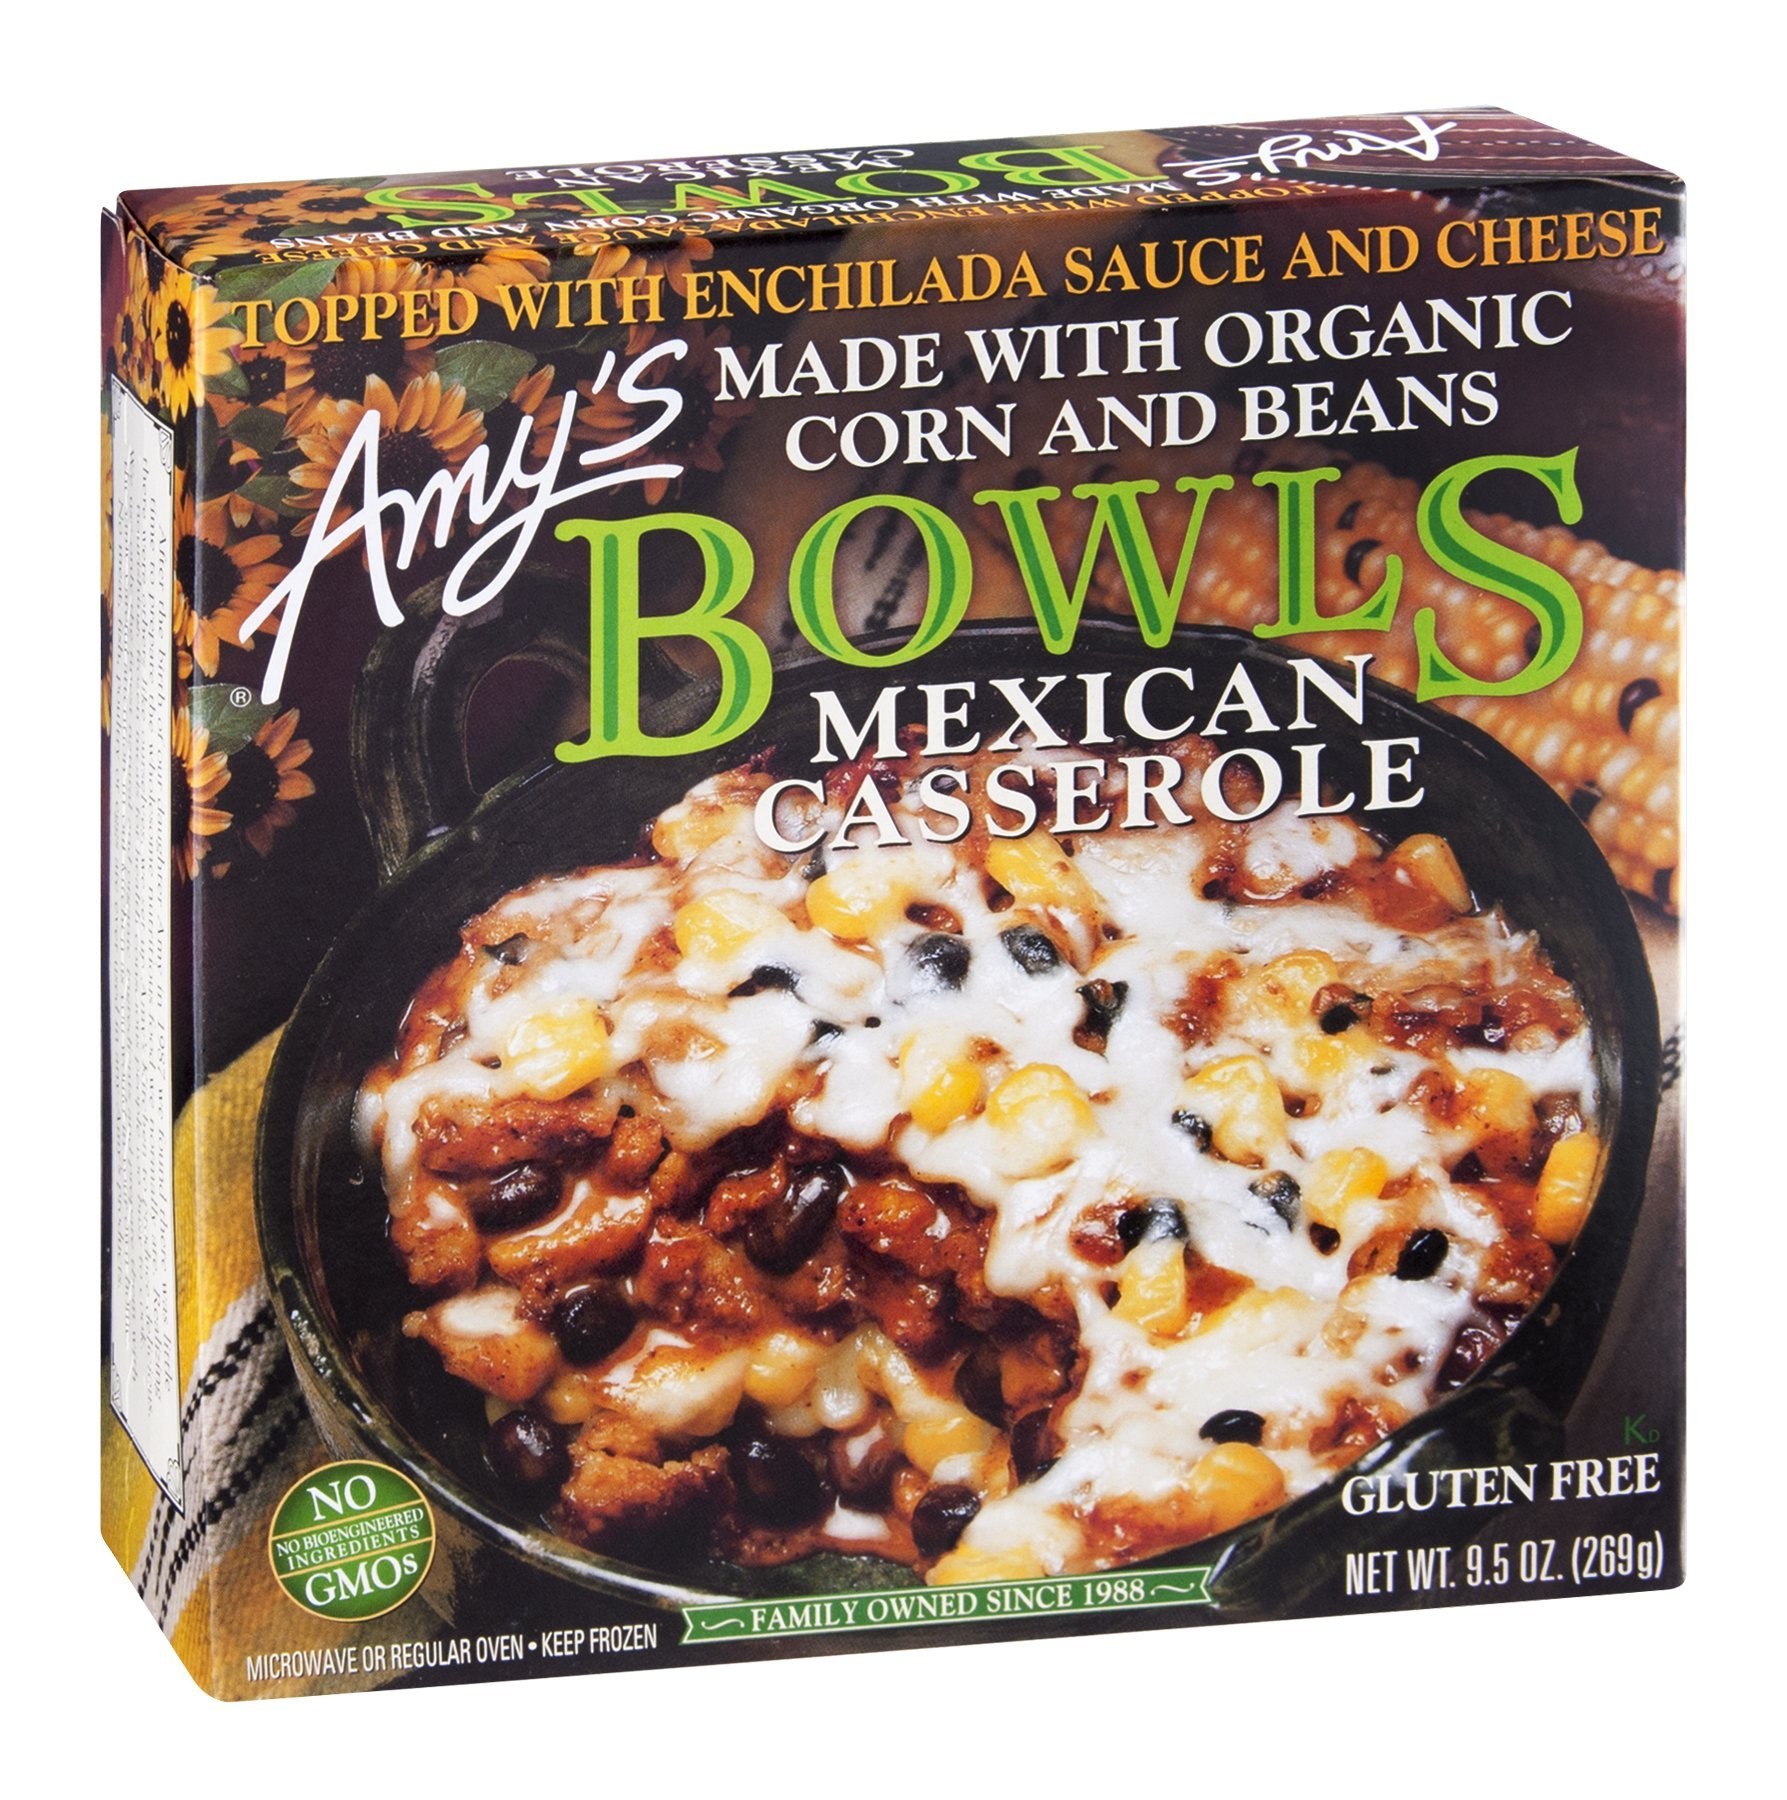 Amy's
BOWLS
MEXICAN
CASSEROLE
MADE WITH ORGANIC CORN AND BEANS
TOPPED WITH ENCHILADA SAUCE AND CHEESE
TOPPED WITH ENCHILADA SAUCE AND CHEESE
Amy's
®
MADE WITH ORGANIC
CORN AND BEANS
BOWLS
MEXICAN
CASSEROLE
KD
GLUTEN FREE
NET WT. 9.5 OZ. (269g)
NO
NO BIOENGINEERED
INGREDIENTS
GMOs
FAMILY OWNED SINCE 1988
MICROWAVE OR REGULAR OVEN • KEEP FROZEN